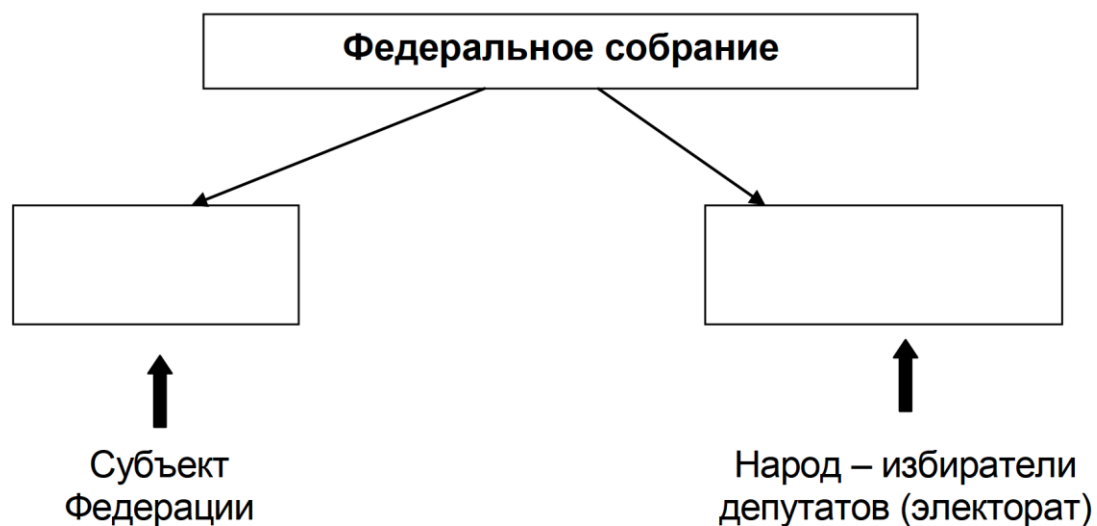 Федеральное собрание
Субъект
Федерации
Народ – избиратели
депутатов (электорат)